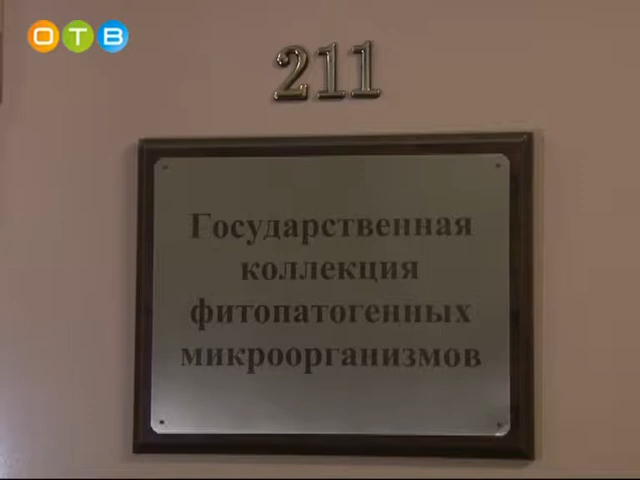 ОТВ
211
Государственная
коллекция
фитопатогенных
микроорганизмов